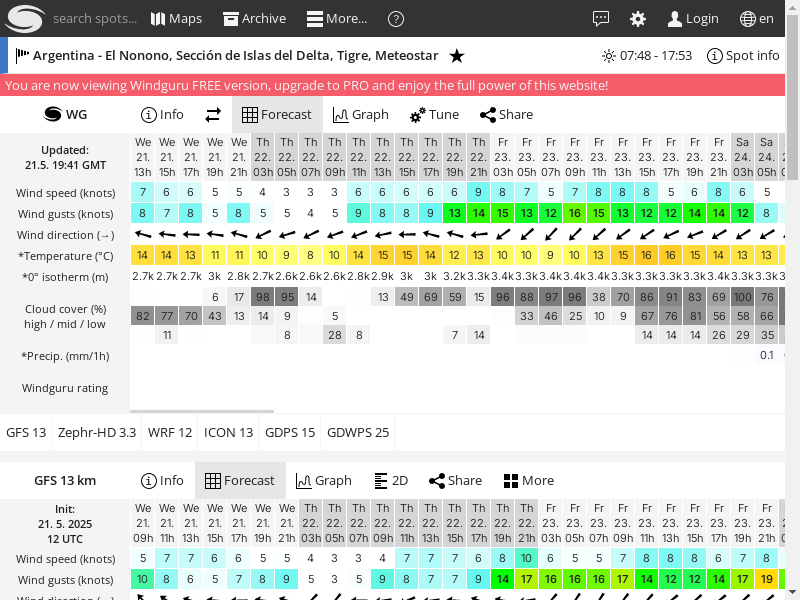 search spots... Maps Archive More... ? Login en
Argentina - El Nonono, Sección de Islas del Delta, Tigre, Meteostar ★ 07:48 - 17:53 Spot info
You are now viewing Windguru FREE version, upgrade to PRO and enjoy the full power of this website!
WG Info Forecast Graph Tune Share
Updated:
21.5. 19:41 GMT
We We We We We Th Th Th Th Th Th Th Th Th Th Fr Fr Fr Fr Fr Fr Fr Fr Fr Fr Sa Sa
21. 21. 21. 21. 21. 22. 22. 22. 22. 22. 22. 22. 22. 22. 22. 23. 23. 23. 23. 23. 23. 23. 23. 23. 23. 24. 24.
13h 15h 17h 19h 21h 03h 05h 07h 09h 11h 13h 15h 17h 19h 21h 03h 05h 07h 09h 11h 13h 15h 17h 19h 21h 03h 05h
Wind speed (knots) 7 6 6 5 5 4 3 3 3 6 6 6 6 6 9 8 7 5 7 8 8 8 5 6 8 6 5
Wind gusts (knots) 8 7 8 5 8 5 5 4 5 9 8 8 9 13 14 15 13 12 16 15 13 12 12 14 14 12 8
Wind direction (→)
*Temperature (°C) 14 14 13 11 11 10 9 8 10 14 15 15 14 12 13 10 10 9 10 13 15 16 16 15 14 13 13
*0° isotherm (m) 2.7k 2.7k 2.7k 3k 2.8k 2.7k 2.6k 2.6k 2.6k 2.8k 2.9k 3k 3k 3.2k 3.3k 3.4k 3.3k 3.4k 3.4k 3.4k 3.3k 3.3k 3.3k 3.3k 3.3k 3.3k 3.3k
Cloud cover (%)
high / mid / low
6 17 98 95 14 13 49 69 59 15 96 88 97 96 38 70 86 91 83 69 100 76
82 77 70 43 13 14 9 5 33 46 25 10 9 67 76 81 56 58 66
11 8 28 8 7 14 14 14 14 26 29 35
*Precip. (mm/1h) 0.1
Windguru rating
GFS 13 Zephr-HD 3.3 WRF 12 ICON 13 GDPS 15 GDWPS 25
GFS 13 km Info Forecast Graph 2D Share More
Init:
21. 5. 2025
12 UTC
We We We We We We We Th Th Th Th Th Th Th Th Th Th Fr Fr Fr Fr Fr Fr Fr Fr Fr Fr
21. 21. 21. 21. 21. 21. 21. 22. 22. 22. 22. 22. 22. 22. 22. 22. 22. 23. 23. 23. 23. 23. 23. 23. 23. 23. 23.
09h 11h 13h 15h 17h 19h 21h 03h 05h 07h 09h 11h 13h 15h 17h 19h 21h 03h 05h 07h 09h 11h 13h 15h 17h 19h 21h
Wind speed (knots) 5 7 7 6 6 5 5 4 3 3 4 7 7 7 6 8 10 6 5 5 7 8 8 8 6 7 8
Wind gusts (knots) 10 8 6 5 7 8 9 5 3 5 9 8 7 7 9 14 17 16 16 16 17 14 12 12 14 17 19